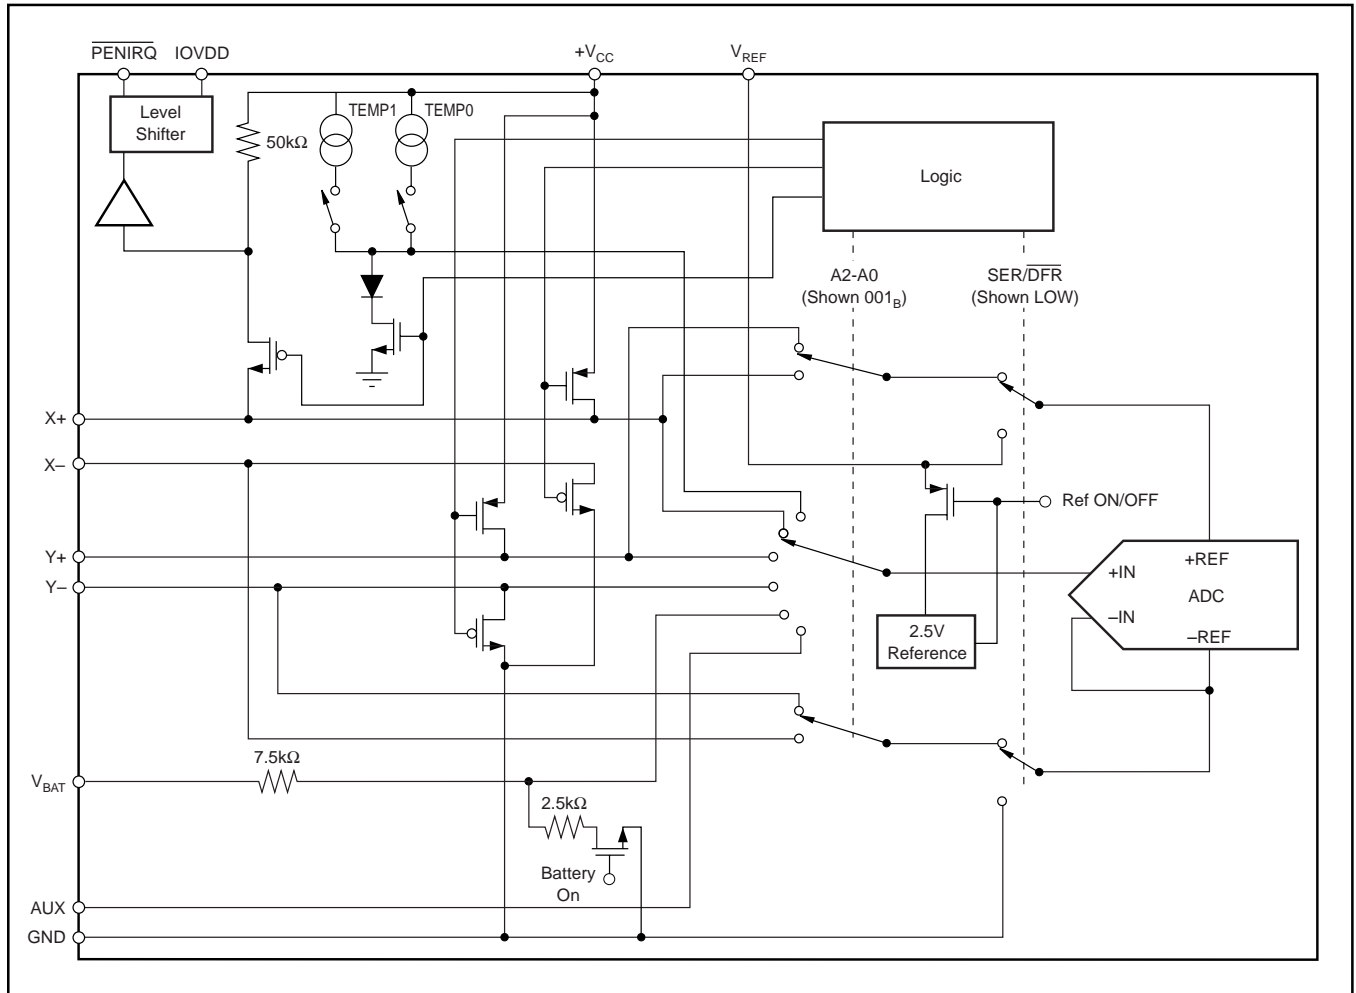 PENIRQ IOVDD +VCC VREF
Level
Shifter
50kΩ
TEMP1 TEMP0
Logic
A2-A0
(Shown 001B)
SER/DFR
(Shown LOW)
X+
X–
Y+
Y–
Ref ON/OFF
+REF
+IN
ADC
–IN
–REF
2.5V
Reference
7.5kΩ
VBAT
2.5kΩ
Battery
On
AUX
GND